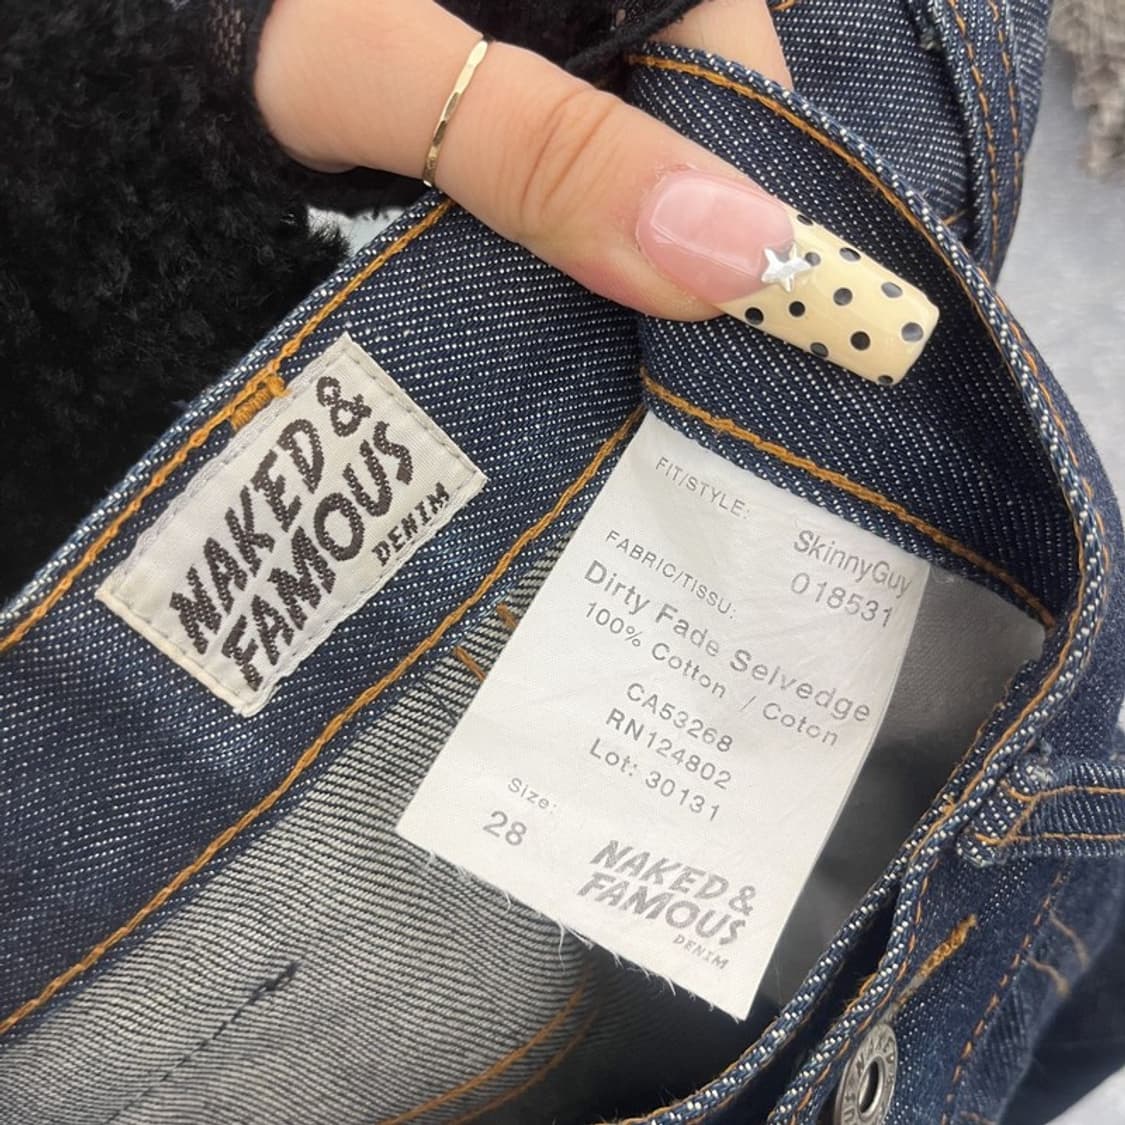 NAKED &
FAMOUS
DENIM
FIT/STYLE:
SkinnyGuy
018531
FABRIC/TISSU:
Dirty Fade Selvedge
100% Cotton / Coton
CA53268
RN124802
Lot: 30131
Size:
28
NAKED &
FAMOUS
DENIM